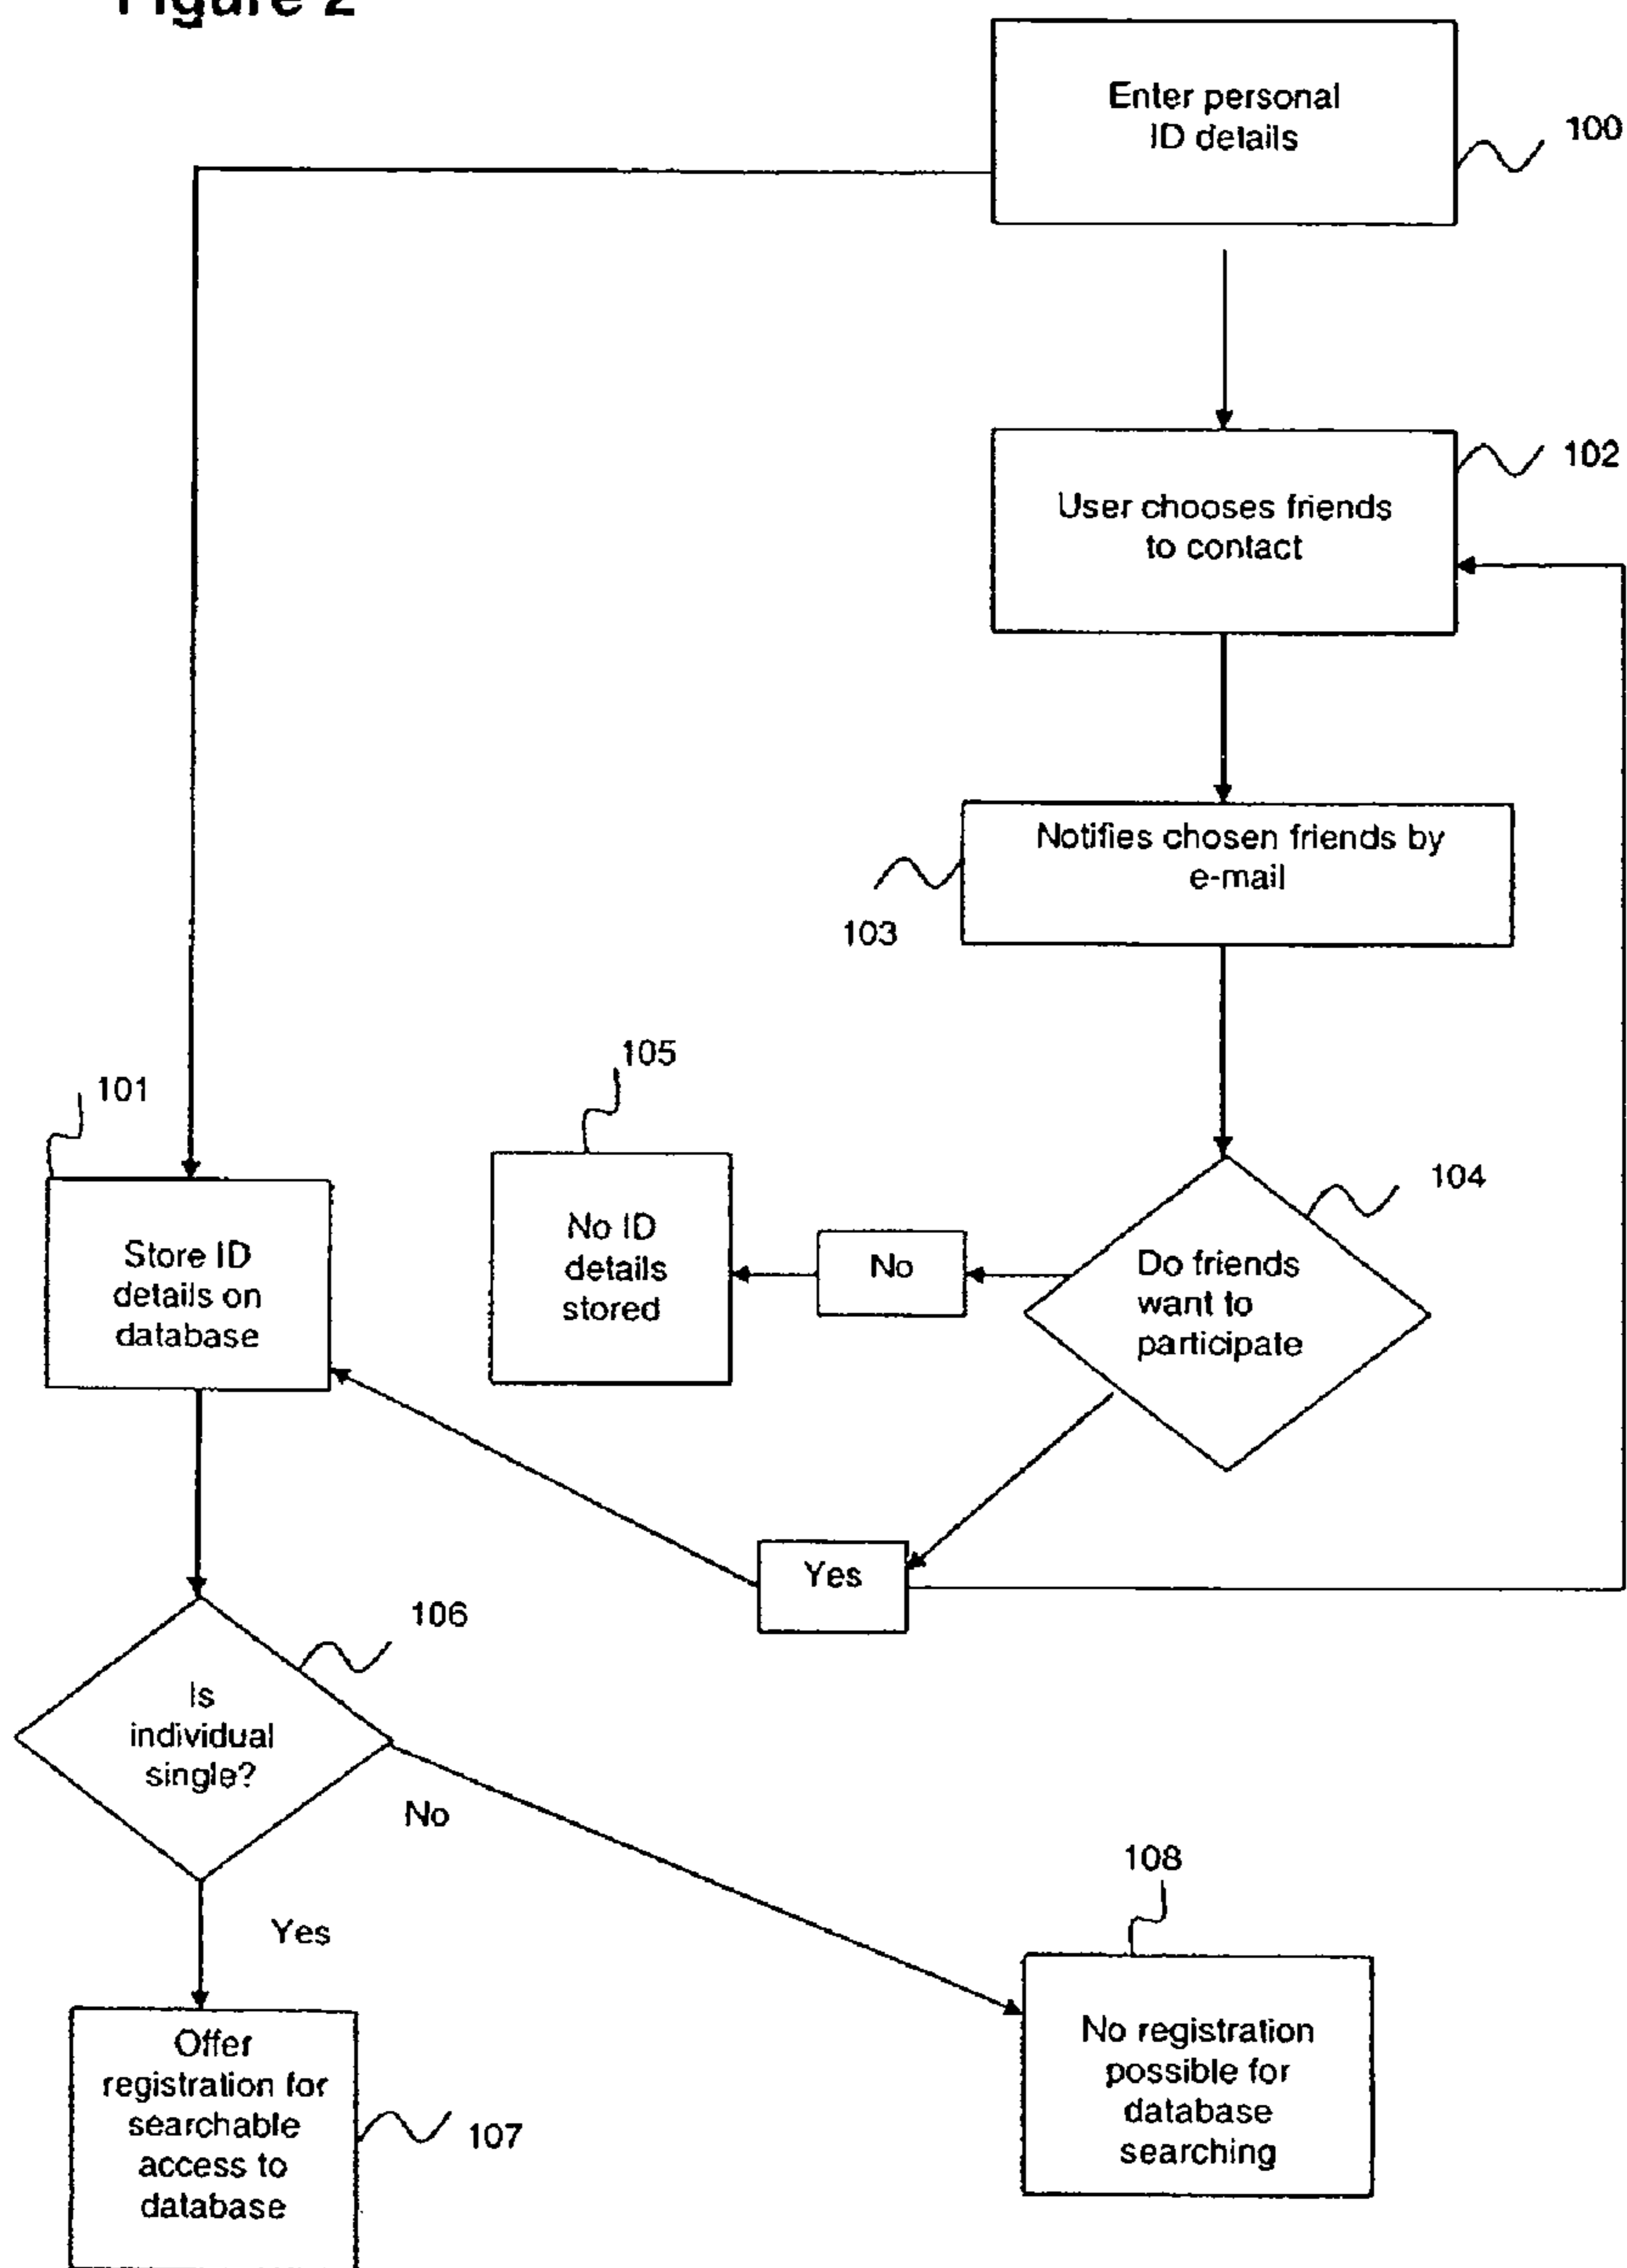 Figure 2
Enter personal
ID details
100
102
User chooses friends
to contact
Notifies chosen friends by
e-mail
103
105
101
104
No ID
details
stored
No
Do friends
want to
participate
Store ID
details on
database
Yes
106
Is
individual
single?
No
108
Yes
Offer
registration for
searchable
access to
database
107
No registration
possible for
database
searching